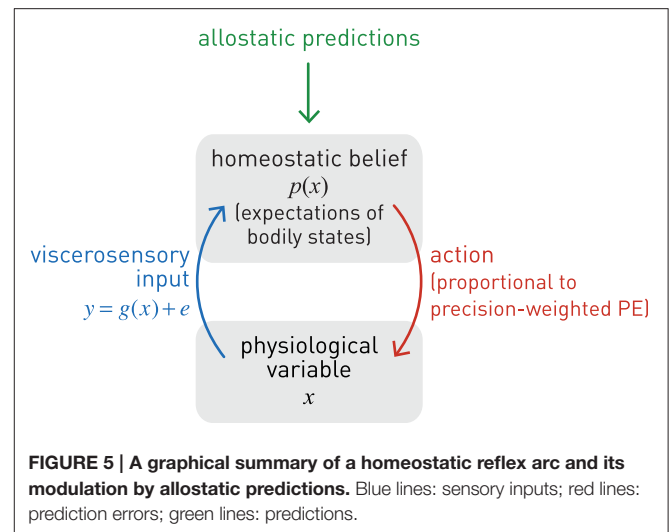 allostatic predictions
homeostatic belief
p(x)
(expectations of
bodily states)
viscerosensory
input
y = g(x) + e
action
(proportional to
precision-weighted PE)
physiological
variable
x
FIGURE 5 | A graphical summary of a homeostatic reflex arc and its
modulation by allostatic predictions. Blue lines: sensory inputs; red lines:
prediction errors; green lines: predictions.